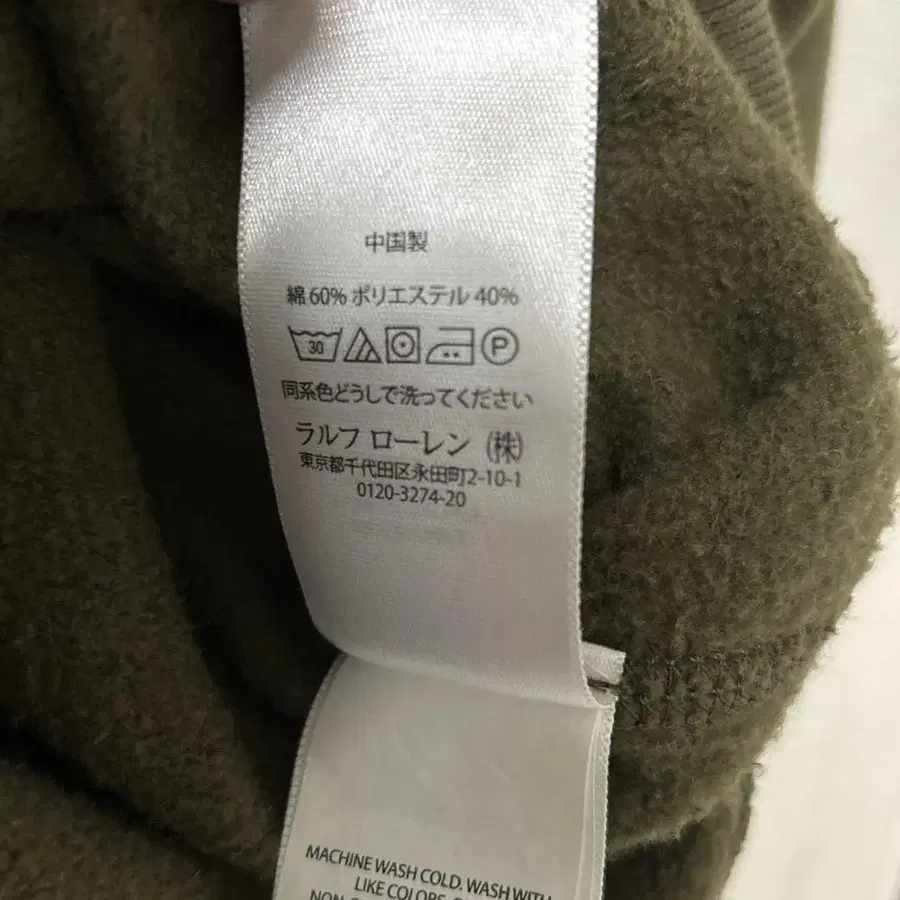 中国製
綿 60% ポリエステル 40%
30 P
同系色どうしで洗ってください
ラルフ ローレン (株)
東京都千代田区永田町2-10-1
0120-3274-20
MACHINE WASH COLD. WASH WITH
LIKE COLORS.